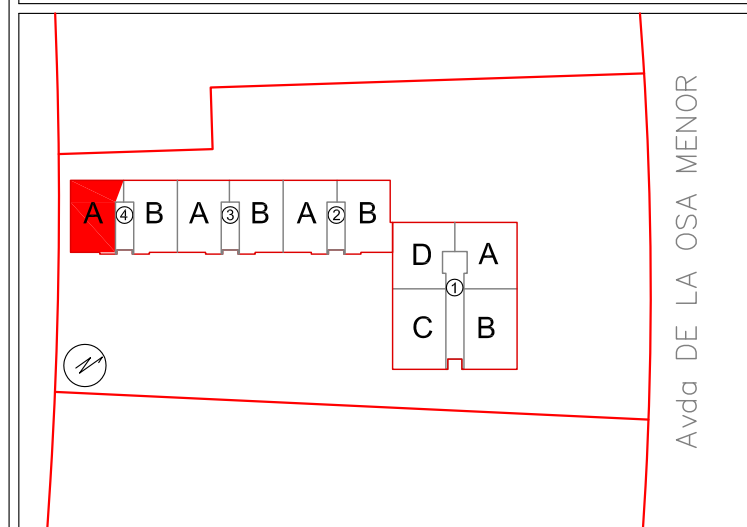 A 4 B A 3 B A 2 B
D A
1
C B
N
Avda DE LA OSA MENOR